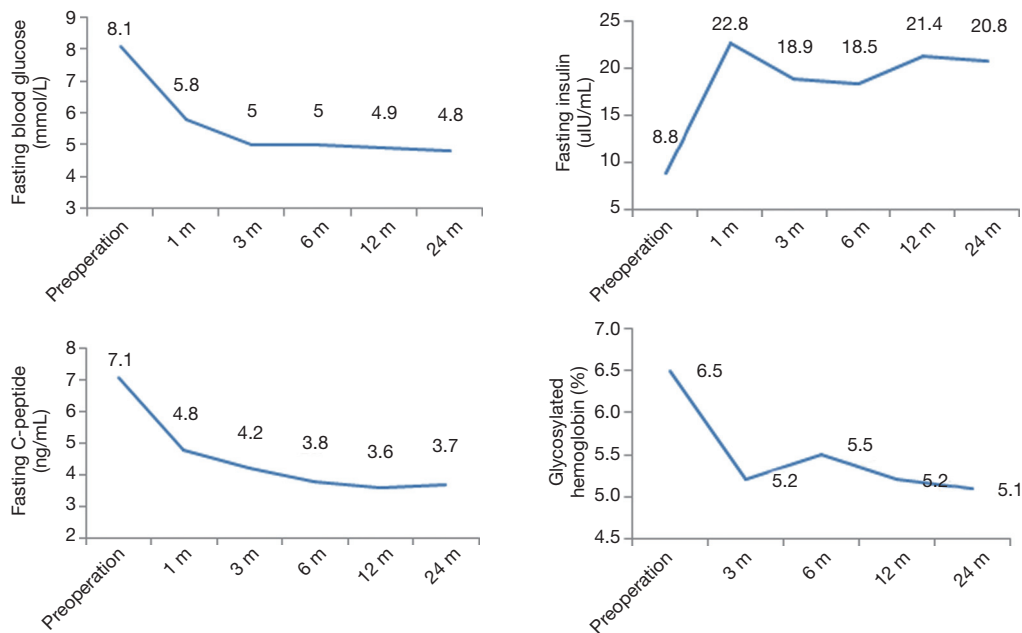 Fasting blood glucose
(mmol/L)
9
8
7
6
5
4
3
8.1
5.8
5
5
4.9
4.8
Preoperation
1 m
3 m
6 m
12 m
24 m
Fasting insulin
(uIU/mL)
25
20
15
10
5
8.8
22.8
18.9
18.5
21.4
20.8
Preoperation
1 m
3 m
6 m
12 m
24 m
Fasting C-peptide
(ng/mL)
8
7
6
5
4
3
2
7.1
4.8
4.2
3.8
3.6
3.7
Preoperation
1 m
3 m
6 m
12 m
24 m
Glycosylated
hemoglobin (%)
7.0
6.5
6.0
5.5
5.0
4.5
6.5
5.2
5.5
5.2
5.1
Preoperation
3 m
6 m
12 m
24 m